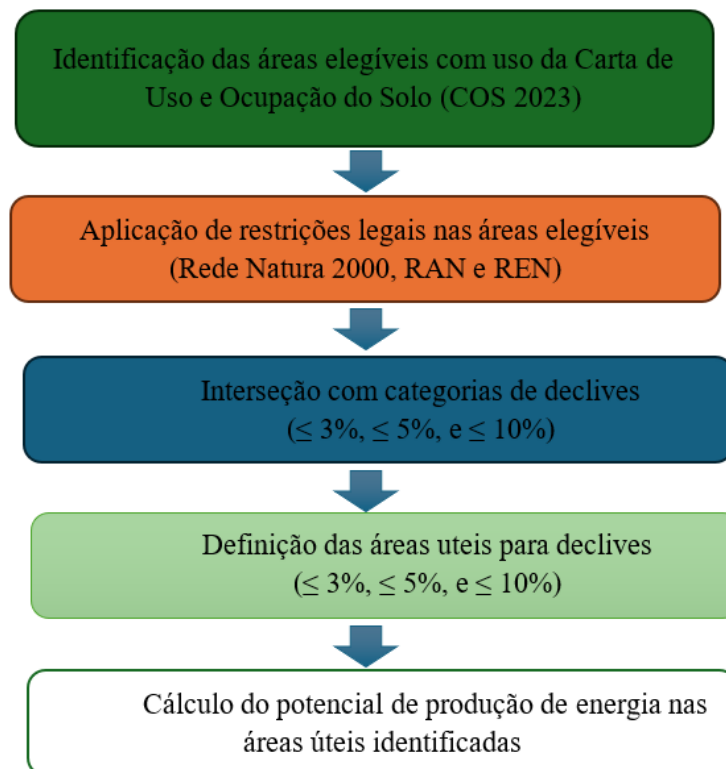 Identificação das áreas elegíveis com uso da Carta de
Uso e Ocupação do Solo (COS 2023)
Aplicação de restrições legais nas áreas elegíveis
(Rede Natura 2000, RAN e REN)
Interseção com categorias de declives
(≤ 3%, ≤ 5%, e ≤ 10%)
Definição das áreas uteis para declives
(≤ 3%, ≤ 5%, e ≤ 10%)
Cálculo do potencial de produção de energia nas
áreas úteis identificadas